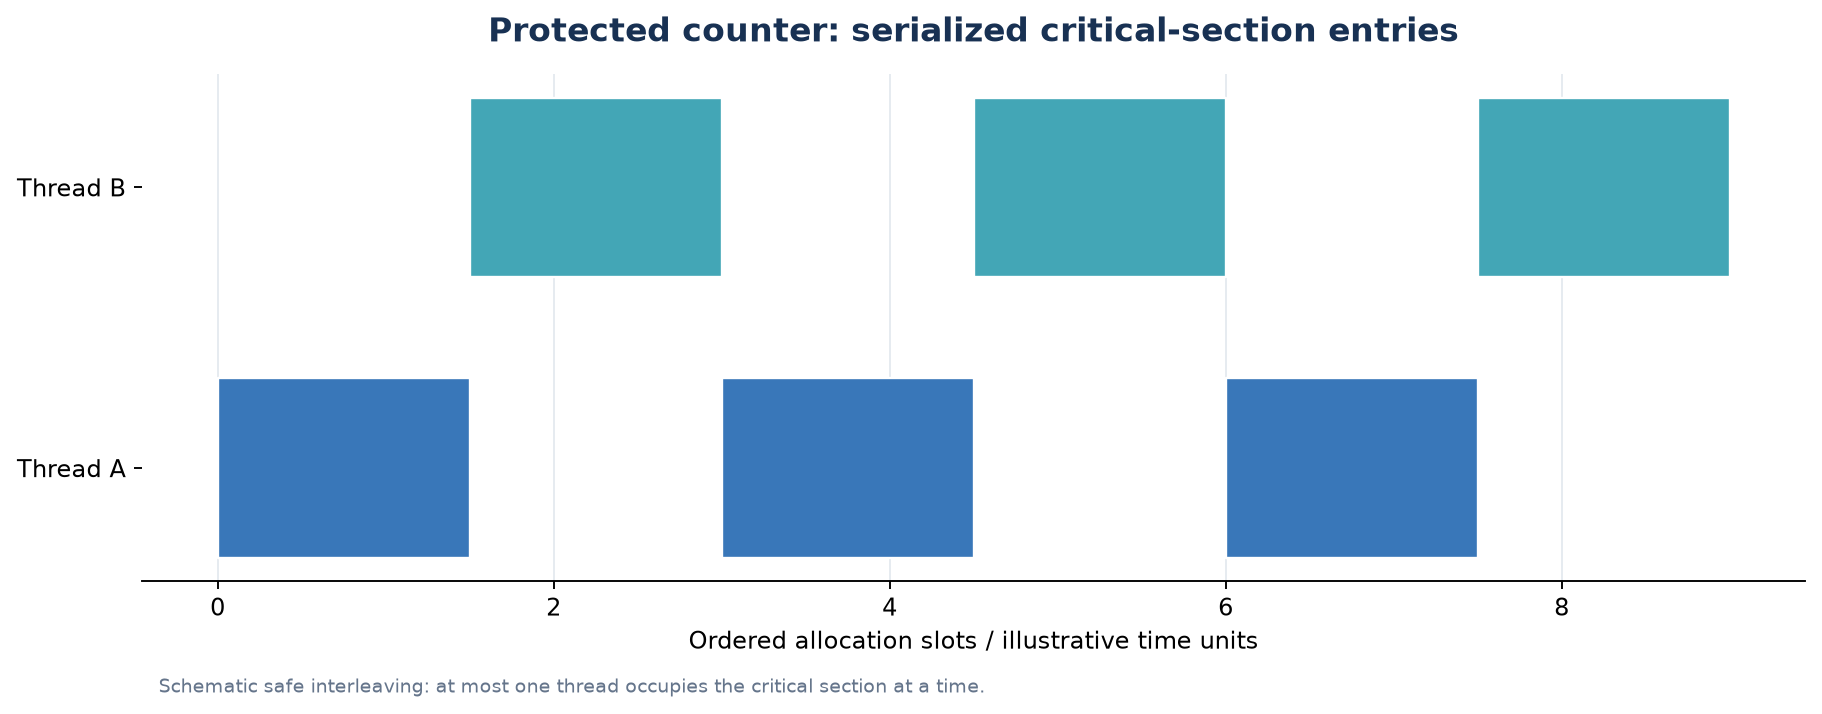 Protected counter: serialized critical-section entries
Thread B
Thread A
0 2 4 6 8
Ordered allocation slots / illustrative time units
Schematic safe interleaving: at most one thread occupies the critical section at a time.